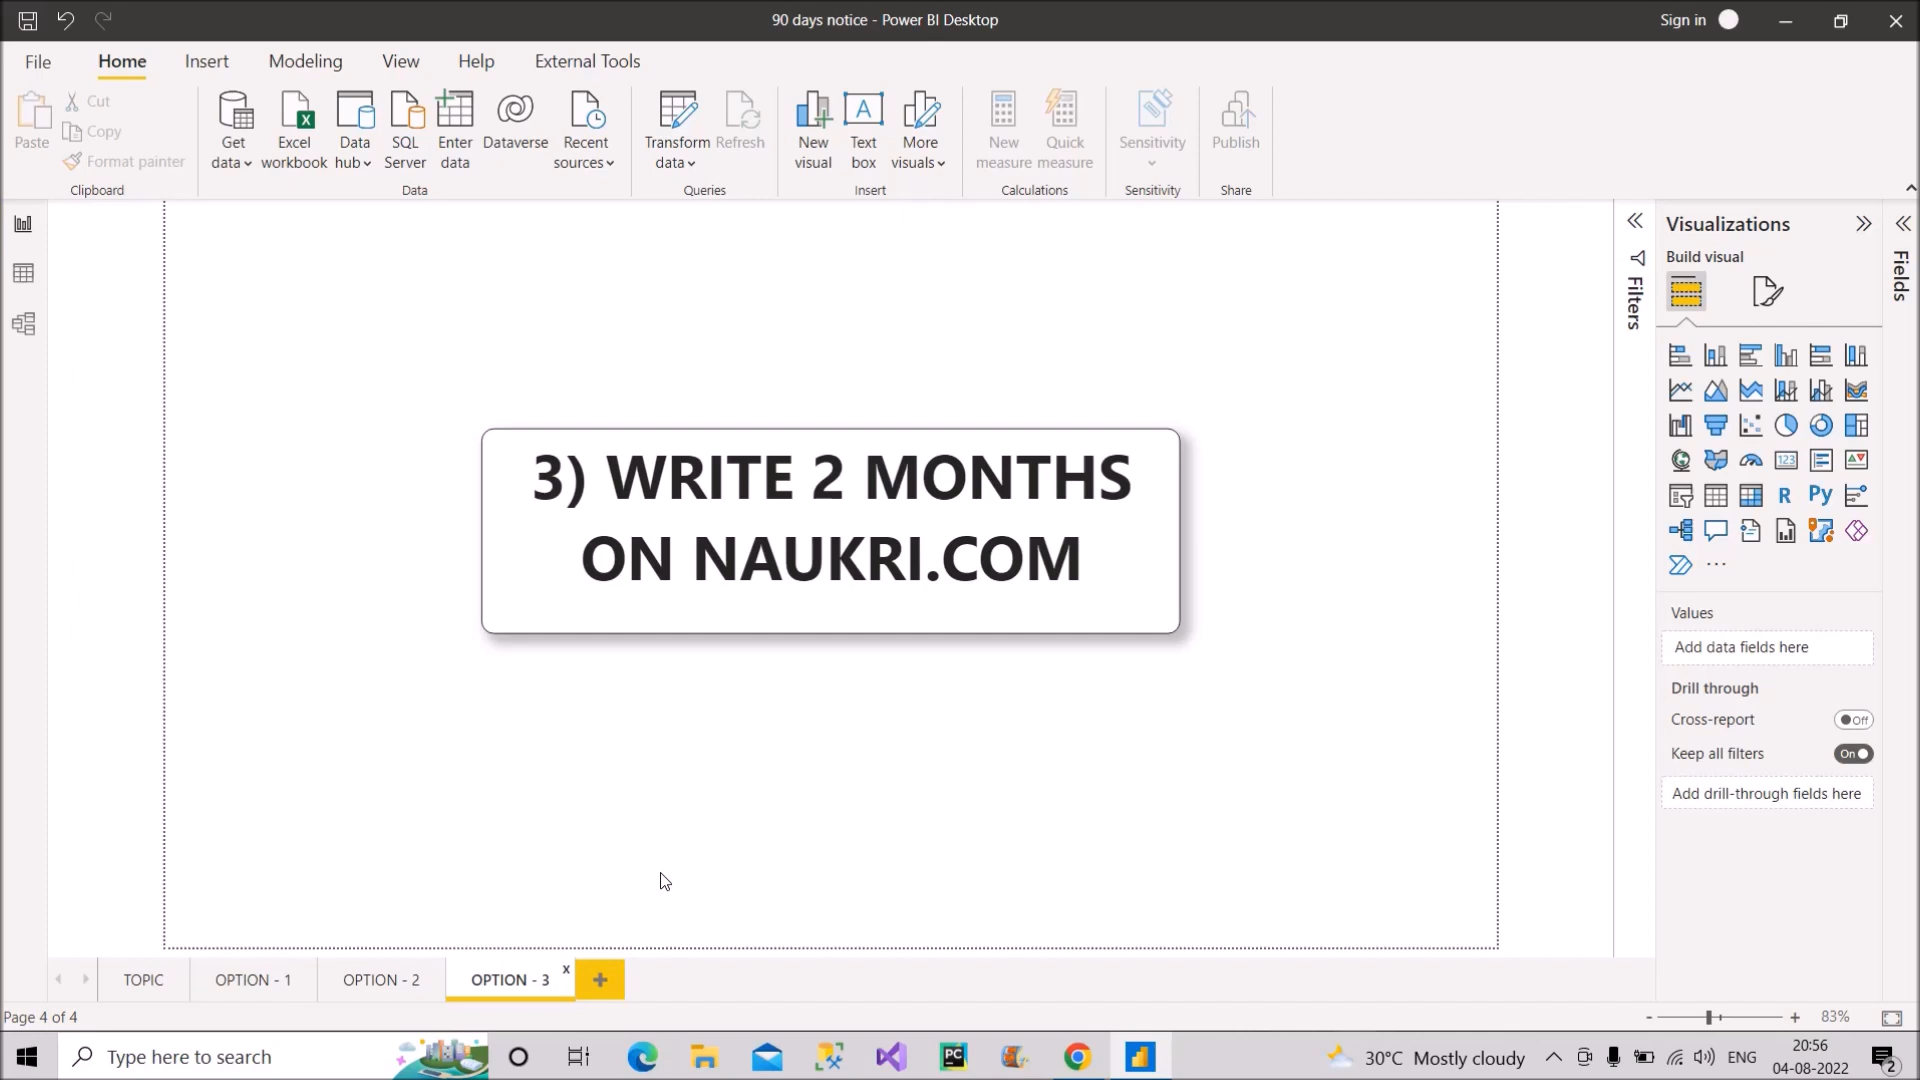 90 days notice - Power BI Desktop
Sign in
File Home Insert Modeling View Help External Tools
Paste
Cut
Copy
Format painter
Clipboard
Get data
Excel workbook
Data hub
SQL Server
Enter data
Dataverse
Recent sources
Data
Transform data
Refresh
Queries
New visual
Text box
More visuals
Insert
New measure
Quick measure
Calculations
Sensitivity
Sensitivity
Publish
Share
3) WRITE 2 MONTHS
ON NAUKRI.COM
Filters
Visualizations
Build visual
123
R
Py
Values
Add data fields here
Drill through
Cross-report
Off
Keep all filters
On
Add drill-through fields here
Fields
TOPIC
OPTION - 1
OPTION - 2
OPTION - 3
x
+
Page 4 of 4
- + 83%
Type here to search
PC
30°C Mostly cloudy
ENG
20:56
04-08-2022
2